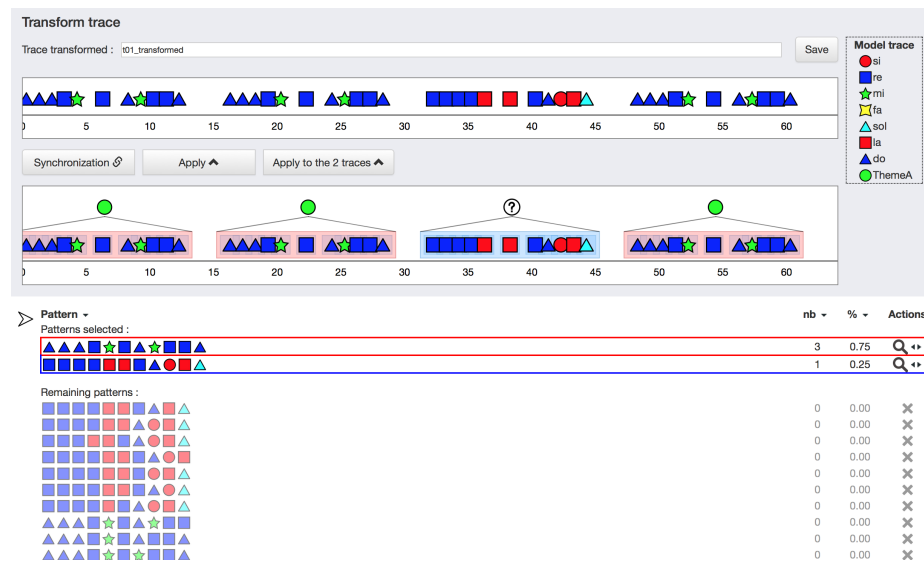 Transform trace
Trace transformed : t01_transformed Save
Model trace
si
re
mi
fa
sol
la
do
ThemeA
0 5 10 15 20 25 30 35 40 45 50 55 60
Synchronization Apply Apply to the 2 traces
?
0 5 10 15 20 25 30 35 40 45 50 55 60
Pattern nb % Actions
Patterns selected :
3 0.75
1 0.25
Remaining patterns :
0 0.00
0 0.00
0 0.00
0 0.00
0 0.00
0 0.00
0 0.00
0 0.00
0 0.00
0 0.00